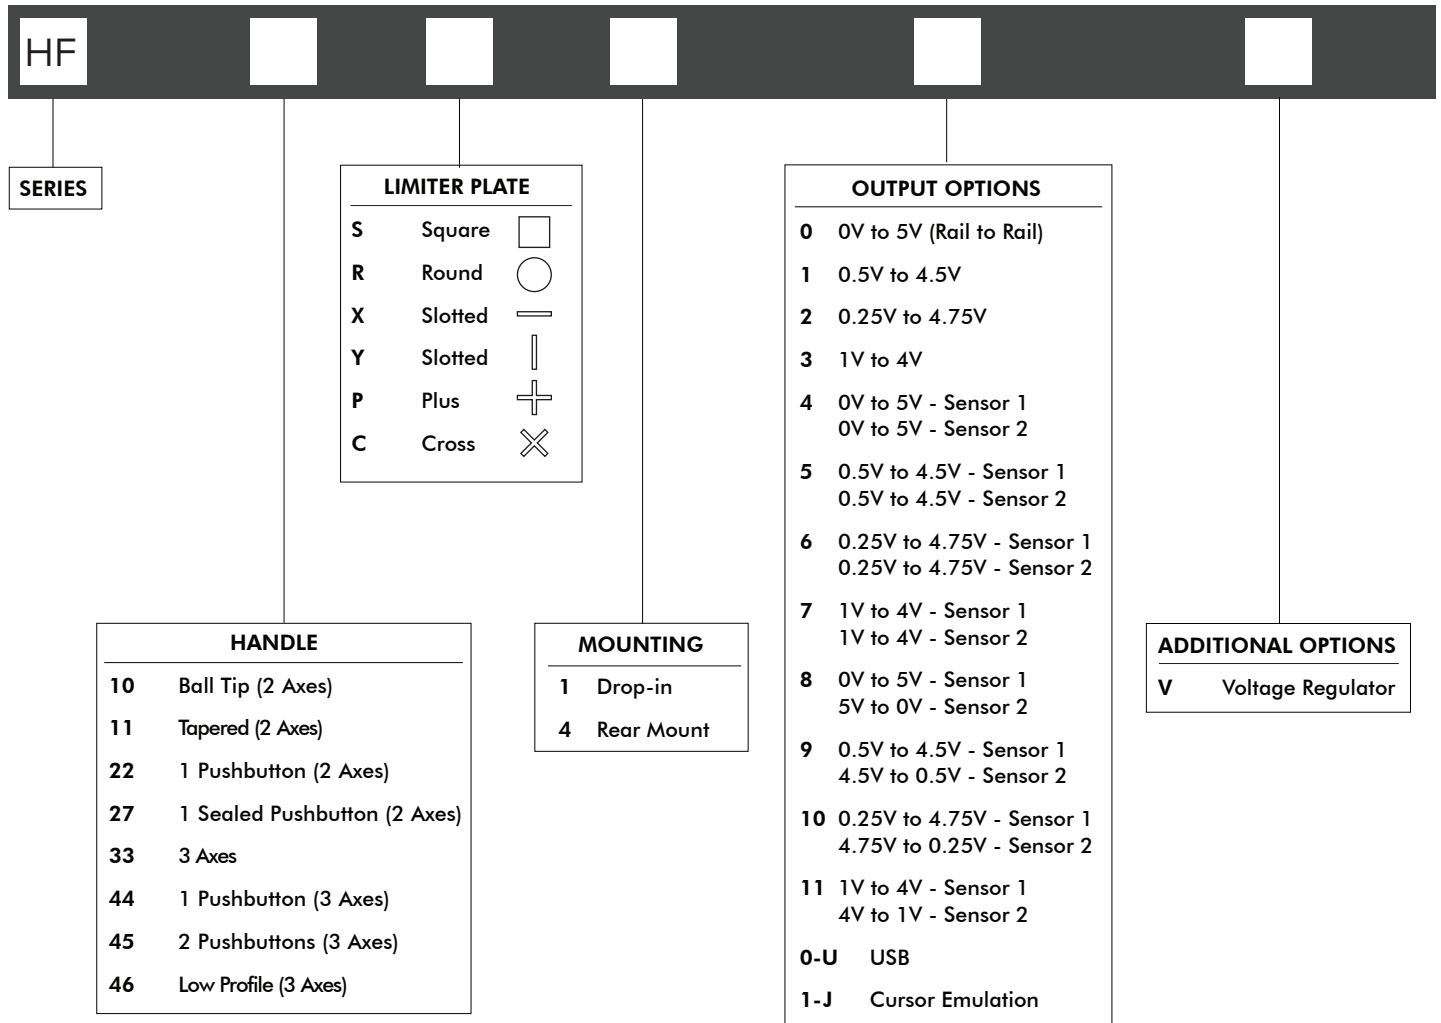 HF
SERIES
LIMITER PLATE
S Square
R Round
X Slotted
Y Slotted
P Plus
C Cross
OUTPUT OPTIONS
0 0V to 5V (Rail to Rail)
1 0.5V to 4.5V
2 0.25V to 4.75V
3 1V to 4V
4 0V to 5V - Sensor 1
0V to 5V - Sensor 2
5 0.5V to 4.5V - Sensor 1
0.5V to 4.5V - Sensor 2
6 0.25V to 4.75V - Sensor 1
0.25V to 4.75V - Sensor 2
7 1V to 4V - Sensor 1
1V to 4V - Sensor 2
8 0V to 5V - Sensor 1
5V to 0V - Sensor 2
9 0.5V to 4.5V - Sensor 1
4.5V to 0.5V - Sensor 2
10 0.25V to 4.75V - Sensor 1
4.75V to 0.25V - Sensor 2
11 1V to 4V - Sensor 1
4V to 1V - Sensor 2
0-U USB
1-J Cursor Emulation
HANDLE
10 Ball Tip (2 Axes)
11 Tapered (2 Axes)
22 1 Pushbutton (2 Axes)
27 1 Sealed Pushbutton (2 Axes)
33 3 Axes
44 1 Pushbutton (3 Axes)
45 2 Pushbuttons (3 Axes)
46 Low Profile (3 Axes)
MOUNTING
1 Drop-in
4 Rear Mount
ADDITIONAL OPTIONS
V Voltage Regulator